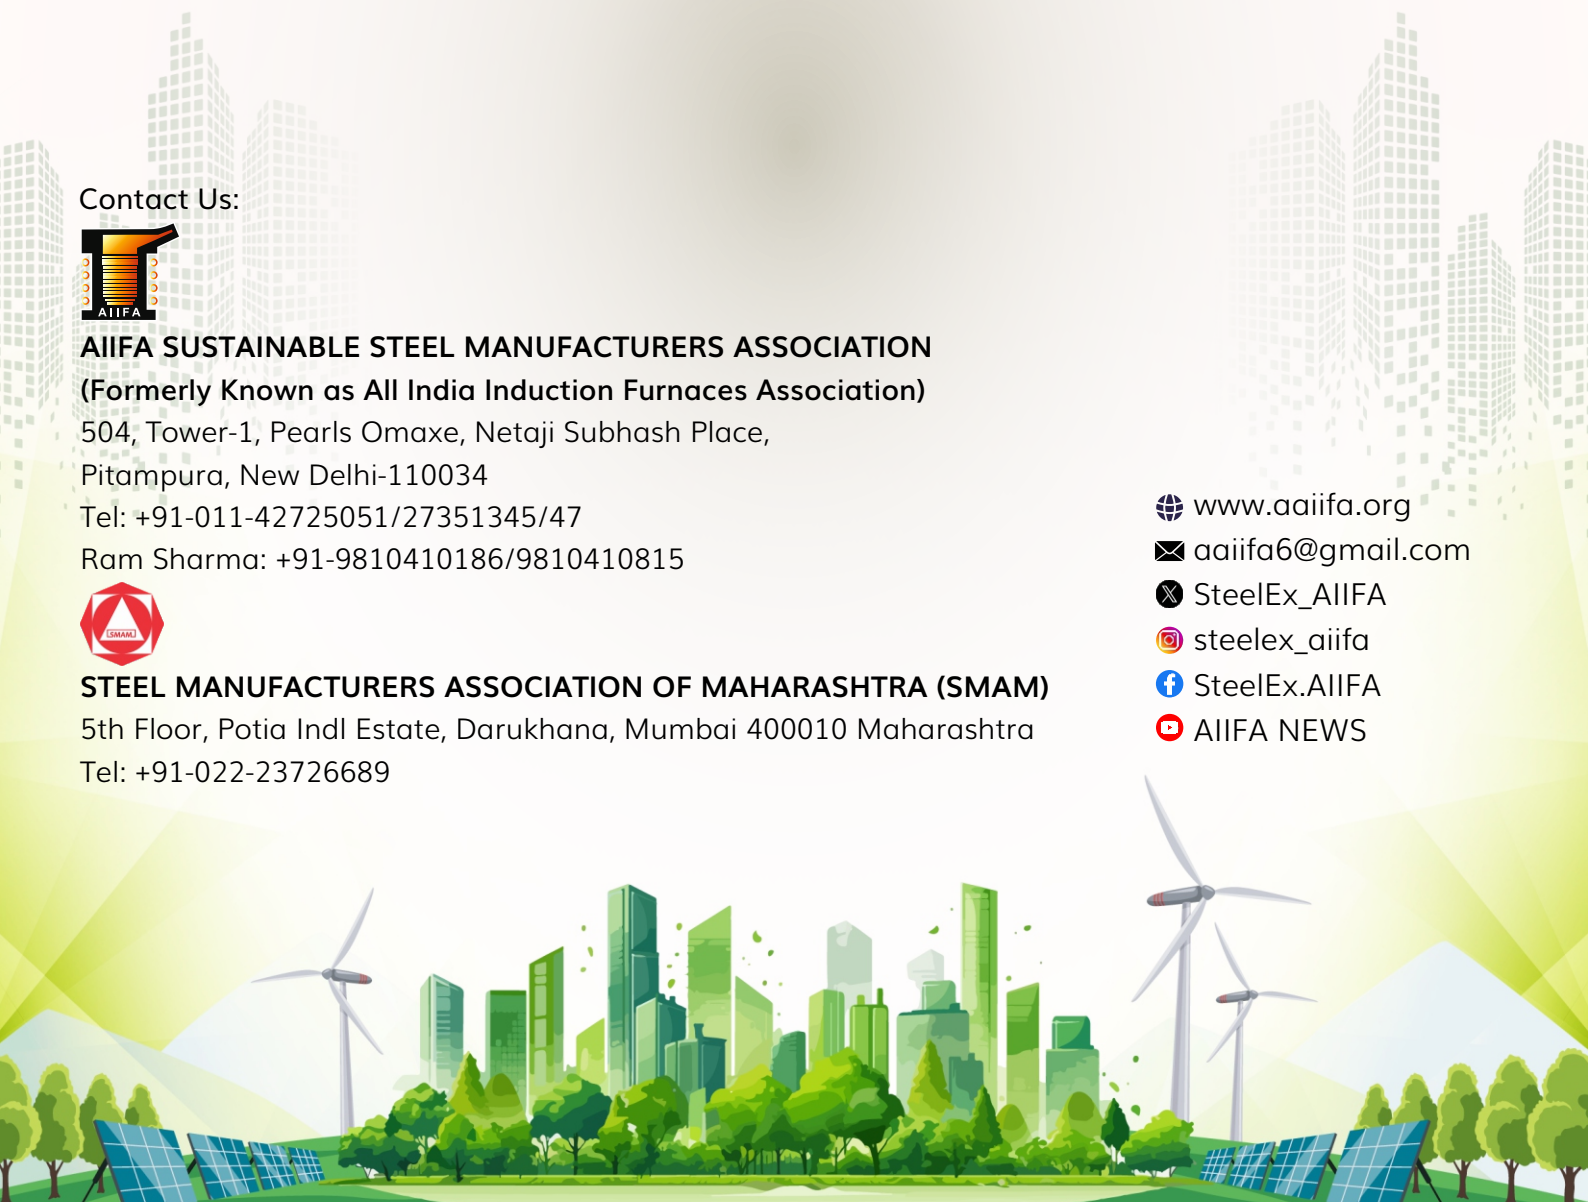 Contact Us:
AIIFA
AIIFA SUSTAINABLE STEEL MANUFACTURERS ASSOCIATION
(Formerly Known as All India Induction Furnaces Association)
504, Tower-1, Pearls Omaxe, Netaji Subhash Place,
Pitampura, New Delhi-110034
Tel: +91-011-42725051/27351345/47
Ram Sharma: +91-9810410186/9810410815
SMAM
STEEL MANUFACTURERS ASSOCIATION OF MAHARASHTRA (SMAM)
5th Floor, Potia Indl Estate, Darukhana, Mumbai 400010 Maharashtra
Tel: +91-022-23726689
www.aaiifa.org
aaiifa6@gmail.com
SteelEx_AIIFA
steelex_aiifa
SteelEx.AIIFA
AIIFA NEWS